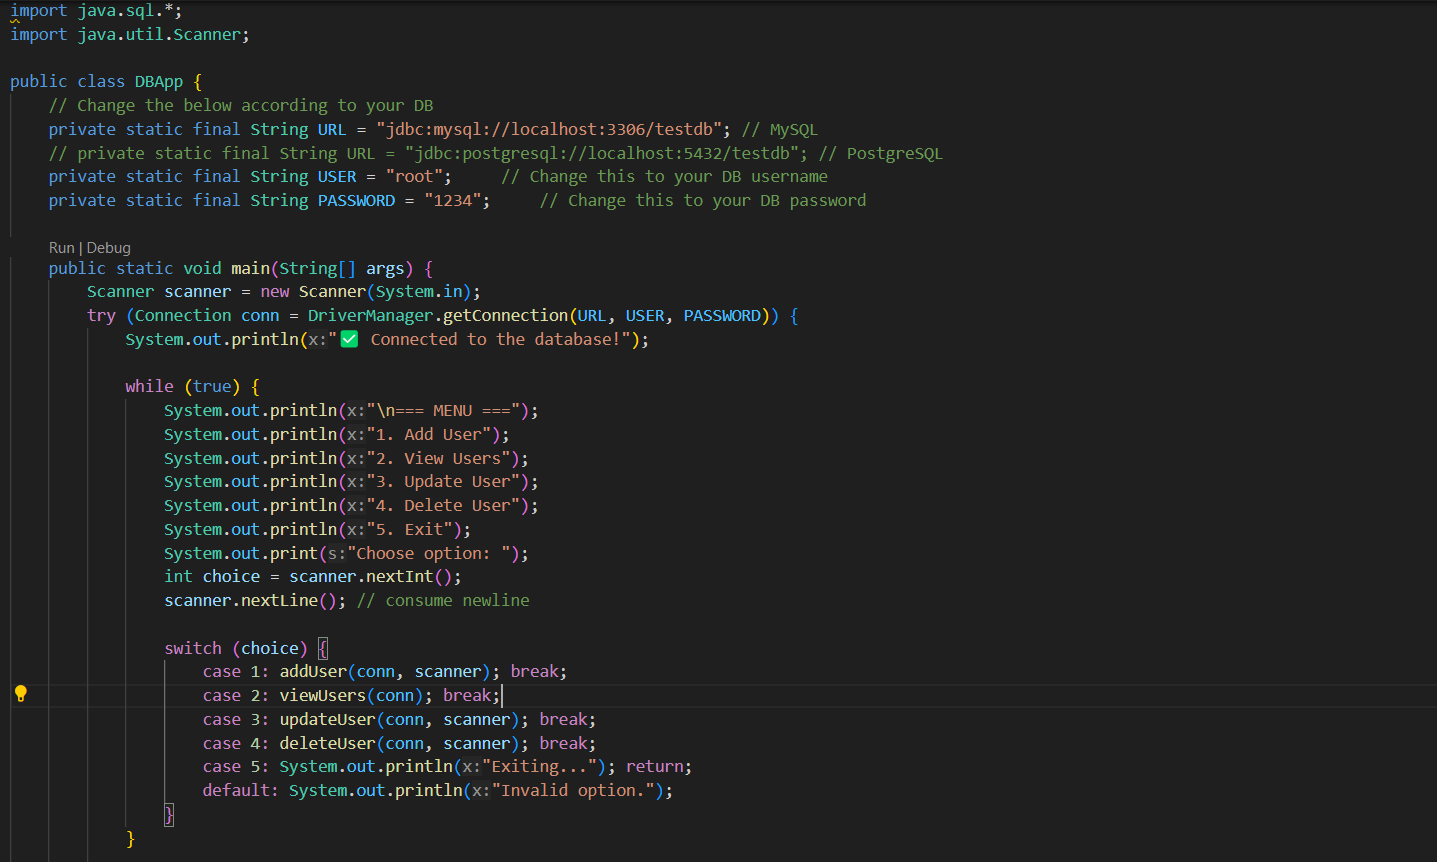 import java.sql.*;
import java.util.Scanner;

public class DBApp {
    // Change the below according to your DB
    private static final String URL = "jdbc:mysql://localhost:3306/testdb"; // MySQL
    // private static final String URL = "jdbc:postgresql://localhost:5432/testdb"; // PostgreSQL
    private static final String USER = "root";     // Change this to your DB username
    private static final String PASSWORD = "1234";     // Change this to your DB password

    Run | Debug
    public static void main(String[] args) {
        Scanner scanner = new Scanner(System.in);
        try (Connection conn = DriverManager.getConnection(URL, USER, PASSWORD)) {
            System.out.println(x:"✅ Connected to the database!");

            while (true) {
                System.out.println(x:"\n=== MENU ===");
                System.out.println(x:"1. Add User");
                System.out.println(x:"2. View Users");
                System.out.println(x:"3. Update User");
                System.out.println(x:"4. Delete User");
                System.out.println(x:"5. Exit");
                System.out.print(s:"Choose option: ");
                int choice = scanner.nextInt();
                scanner.nextLine(); // consume newline

                switch (choice) {
                    case 1: addUser(conn, scanner); break;
                    case 2: viewUsers(conn); break;
                    case 3: updateUser(conn, scanner); break;
                    case 4: deleteUser(conn, scanner); break;
                    case 5: System.out.println(x:"Exiting..."); return;
                    default: System.out.println(x:"Invalid option.");
                }
            }